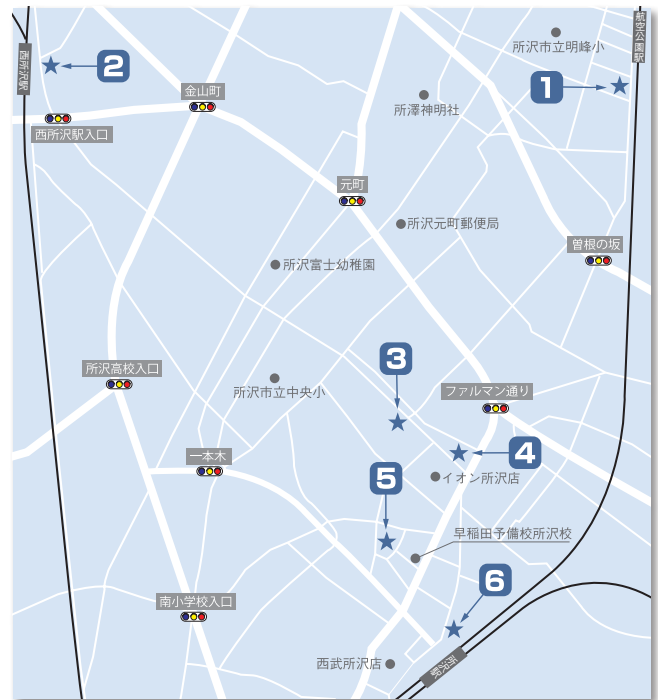 航空公園駅
所沢市立明峰小
西所沢駅
2
1
金山町
所澤神明社
西所沢駅入口
元町
所沢元町郵便局
曽根の坂
所沢富士幼稚園
3
所沢高校入口
所沢市立中央小
ファルマン通り
一本木
4
5
イオン所沢店
早稲田予備校所沢校
6
南小学校入口
西武所沢店
所沢駅